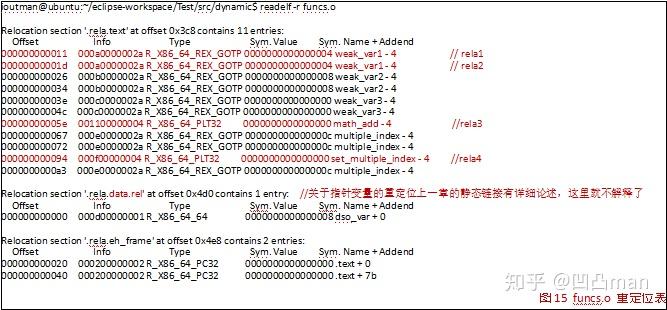 ioutman@ubuntu:~/eclipse-workspace/Test/src/dynamic$ readelf -r funcs.o
Relocation section '.rela.text' at offset 0x3c8 contains 11 entries:
Offset Info Type Sym. Value Sym. Name + Addend
000000000011 000a0000002a R_X86_64_REX_GOTP 0000000000000004 weak_var1 - 4 // rela1
00000000001d 000a0000002a R_X86_64_REX_GOTP 0000000000000004 weak_var1 - 4 // rela2
000000000026 000b0000002a R_X86_64_REX_GOTP 0000000000000008 weak_var2 - 4
000000000034 000b0000002a R_X86_64_REX_GOTP 0000000000000008 weak_var2 - 4
00000000003e 000c0000002a R_X86_64_REX_GOTP 0000000000000000 weak_var3 - 4
00000000004c 000c0000002a R_X86_64_REX_GOTP 0000000000000000 weak_var3 - 4
00000000005e 001100000004 R_X86_64_PLT32 0000000000000000 math_add - 4 //rela3
000000000067 000e0000002a R_X86_64_REX_GOTP 000000000000000c multiple_index - 4
000000000072 000e0000002a R_X86_64_REX_GOTP 000000000000000c multiple_index - 4
000000000094 000f00000004 R_X86_64_PLT32 0000000000000000 set_multiple_index - 4 //rela4
0000000000a3 000e0000002a R_X86_64_REX_GOTP 000000000000000c multiple_index - 4
Relocation section '.rela.data.rel' at offset 0x4d0 contains 1 entry: //关于指针变量的重定位上一章的静态链接有详细论述，这里就不解释了
Offset Info Type Sym. Value Sym. Name + Addend
000000000000 000d00000001 R_X86_64_64 0000000000000008 dso_var + 0
Relocation section '.rela.eh_frame' at offset 0x4e8 contains 2 entries:
Offset Info Type Sym. Value Sym. Name + Addend
000000000020 000200000002 R_X86_64_PC32 0000000000000000 .text + 0
000000000040 000200000002 R_X86_64_PC32 0000000000000000 .text + 7b
知乎 @凹凸man
图15 funcs.o 重定位表